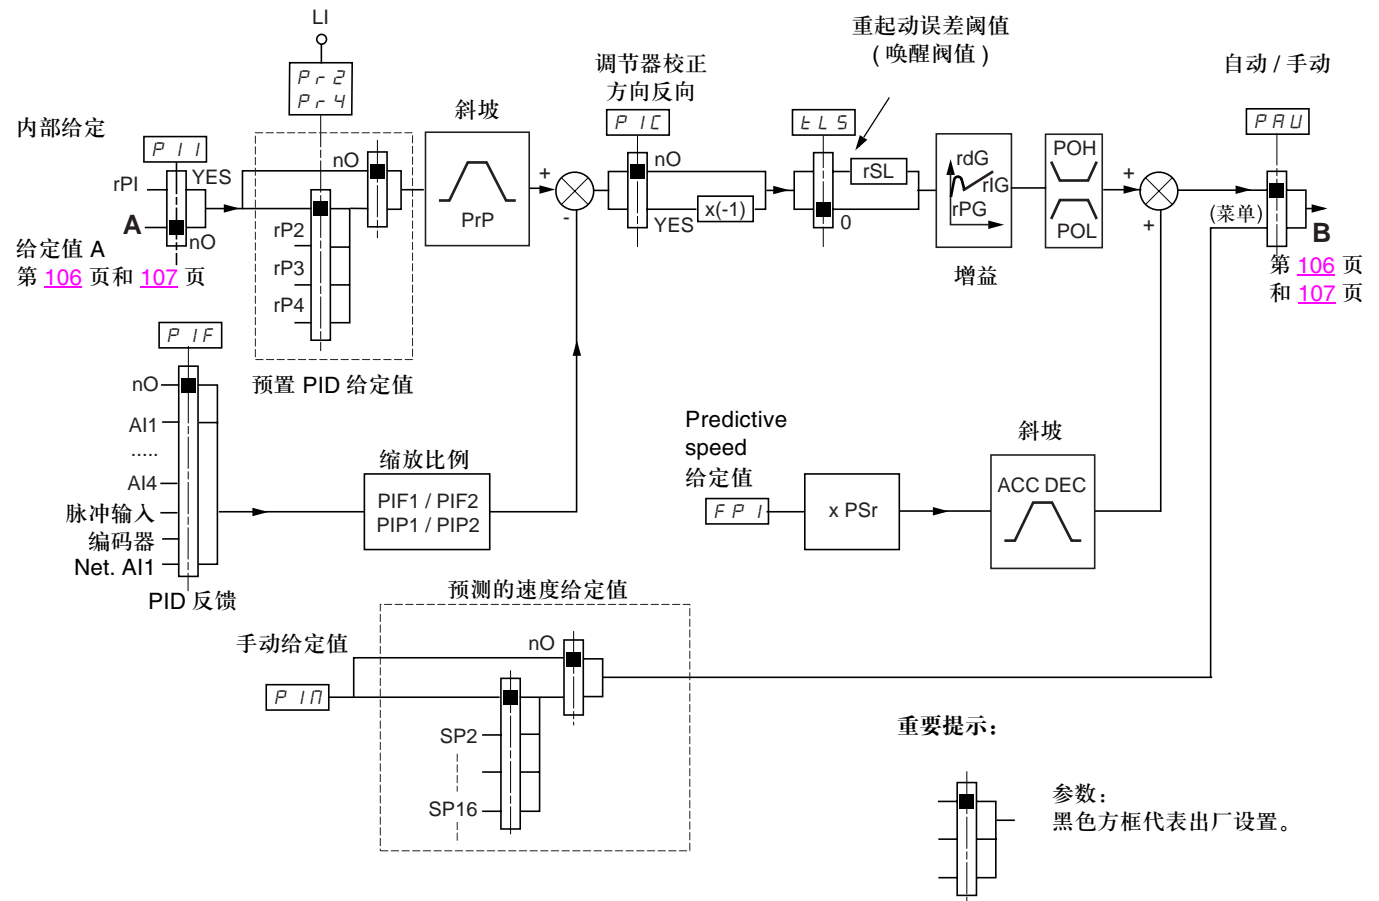 LI
Pr2
Pr4
重起动误差阈值
(唤醒阀值)
调节器校正
方向反向
自动 / 手动
内部给定
斜坡
PII
PIC
tLS
PAU
rPI
YES
nO
A
nO
给定值 A
第 106 页和 107 页
rP2
rP3
rP4
预置 PID 给定值
PrP
+
-
nO
YES
x(-1)
rSL
0
rdG
rIG
rPG
增益
POH
POL
+
+
(菜单)
B
第 106 页
和 107 页
PIF
nO
AI1
.....
AI4
脉冲输入
编码器
Net. AI1
PID 反馈
缩放比例
PIF1 / PIF2
PIP1 / PIP2
Predictive
speed
给定值
FPI
x PSr
斜坡
ACC DEC
预测的速度给定值
手动给定值
PIM
nO
SP2
SP16
重要提示：
参数：
黑色方框代表出厂设置。